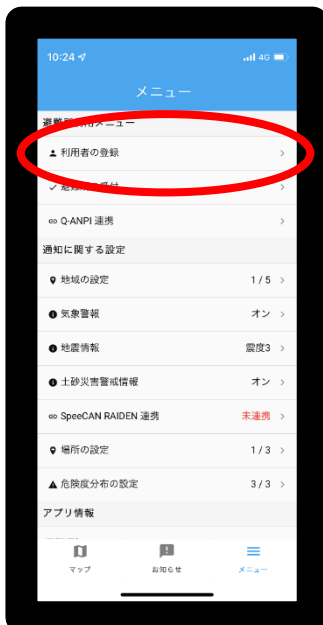 10:24 4G
メニュー
利用者の登録
Q-ANPI 連携
通知に関する設定
地域の設定 1 / 5
気象警報 オン
地震情報 震度3
土砂災害警戒情報 オン
SpeeCAN RAIDEN 連携 未連携
場所の設定 1 / 3
危険度分布の設定 3 / 3
アプリ情報
マップ お知らせ メニュー